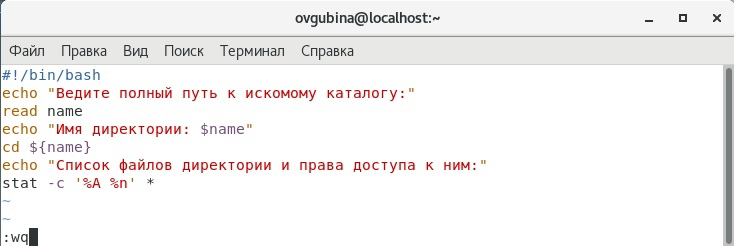 ovgubina@localhost:~
Файл Правка Вид Поиск Терминал Справка
#!/bin/bash
echo "Ведите полный путь к искомому каталогу:"
read name
echo "Имя директории: $name"
cd ${name}
echo "Список файлов директории и права доступа к ним:"
stat -c '%A %n' *
~
~
:wq